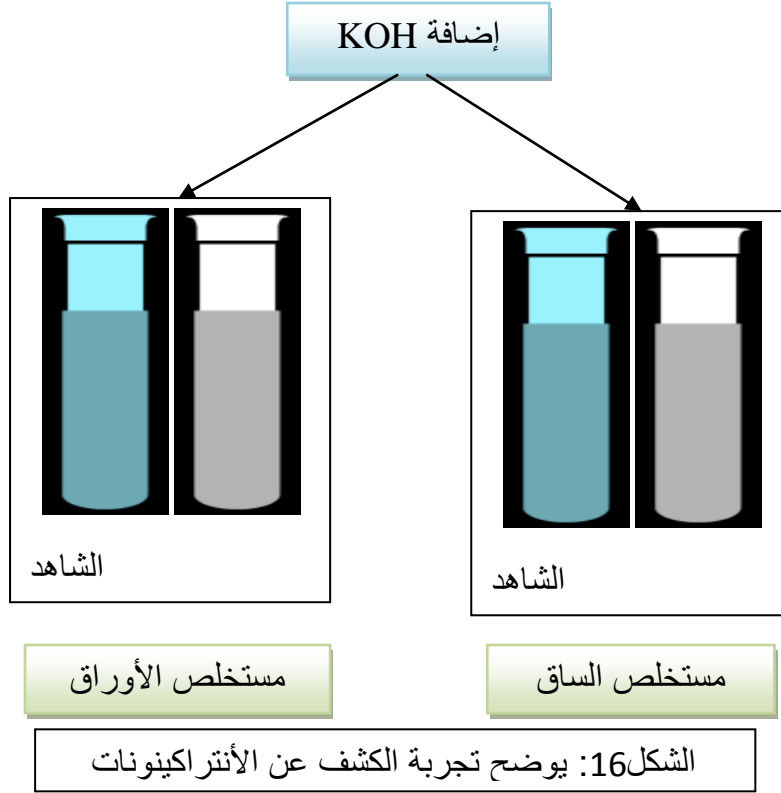 إضافة KOH
الشاهد
الشاهد
مستخلص الساق
مستخلص الأوراق
الشكل16: يوضح تجربة الكشف عن الأنتراكينونات